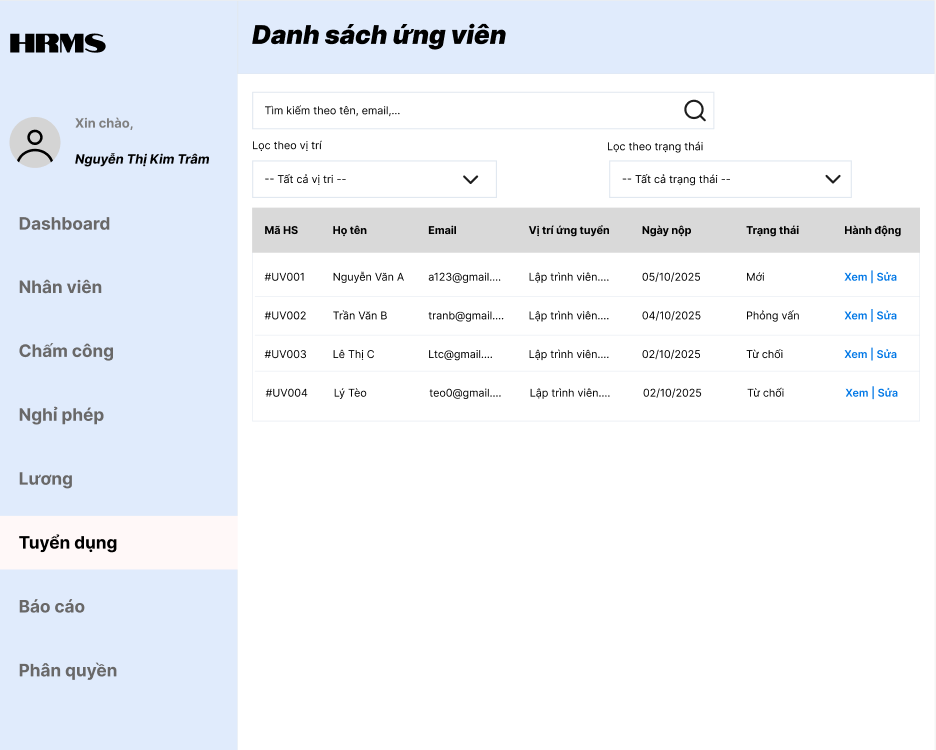 HRMS
Danh sách ứng viên
Xin chào,
Nguyễn Thị Kim Trâm
Dashboard
Nhân viên
Chấm công
Nghỉ phép
Lương
Tuyển dụng
Báo cáo
Phân quyền
Tìm kiếm theo tên, email,...
Lọc theo vị trí
Lọc theo trạng thái
-- Tất cả vị tri --
-- Tất cả trạng thái --
Mã HS Họ tên Email Vị trí ứng tuyển Ngày nộp Trạng thái Hành động
#UV001 Nguyễn Văn A a123@gmail.... Lập trình viên.... 05/10/2025 Mới Xem | Sửa
#UV002 Trần Văn B tranb@gmail.... Lập trình viên.... 04/10/2025 Phỏng vấn Xem | Sửa
#UV003 Lê Thị C Ltc@gmail.... Lập trình viên.... 02/10/2025 Từ chối Xem | Sửa
#UV004 Lý Tèo teo0@gmail.... Lập trình viên.... 02/10/2025 Từ chối Xem | Sửa